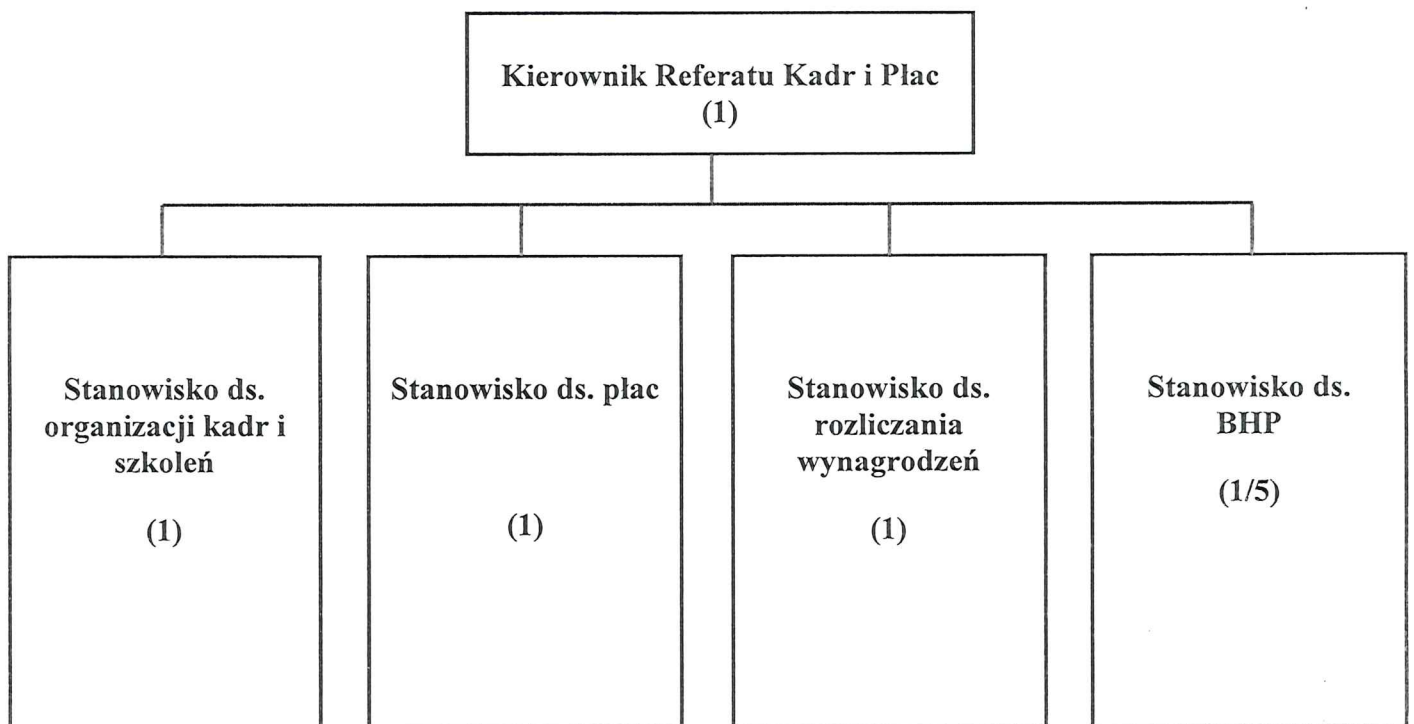 Kierownik Referatu Kadr i Płac
(1)
Stanowisko ds.
organizacji kadr i
szkoleń
(1)
Stanowisko ds. płac
(1)
Stanowisko ds.
rozliczania
wynagrodzeń
(1)
Stanowisko ds.
BHP
(1/5)